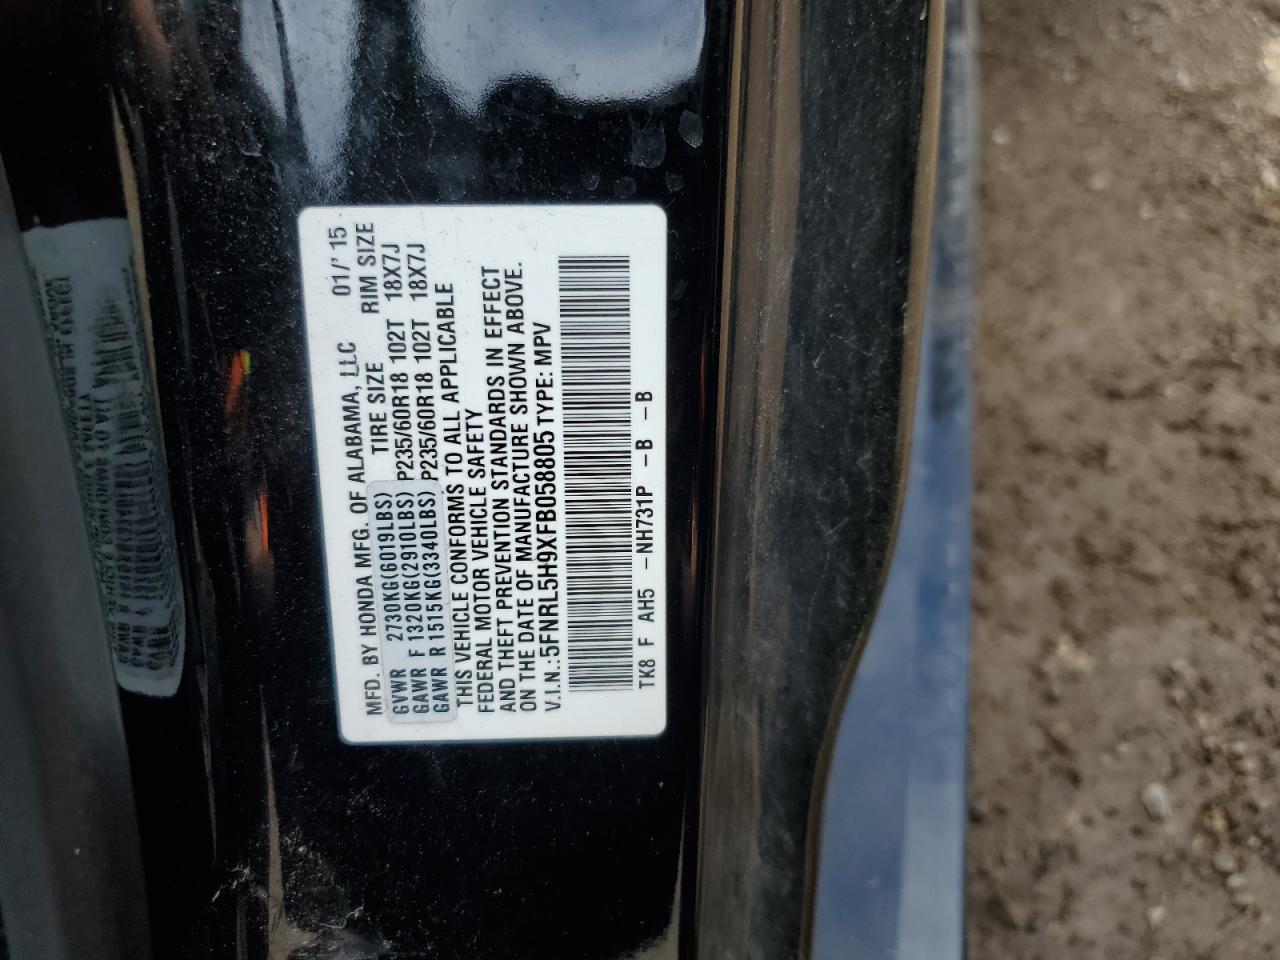 MFD. BY HONDA MFG. OF ALABAMA, LLC 01/'15
GVWR 2730KG(6019LBS) TIRE SIZE RIM SIZE
GAWR F 1320KG(2910LBS) P235/60R18 102T 18X7J
GAWR R 1515KG(3340LBS) P235/60R18 102T 18X7J
THIS VEHICLE CONFORMS TO ALL APPLICABLE
FEDERAL MOTOR VEHICLE SAFETY
AND THEFT PREVENTION STANDARDS IN EFFECT
ON THE DATE OF MANUFACTURE SHOWN ABOVE.
V.I.N.:5FNRL5H9XFB058805 TYPE: MPV
TK8 F AH5 -NH731P -B -B